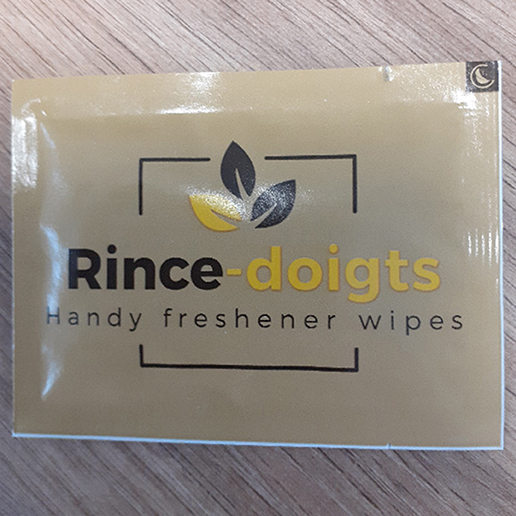 Rince-doigts
Handy freshener wipes